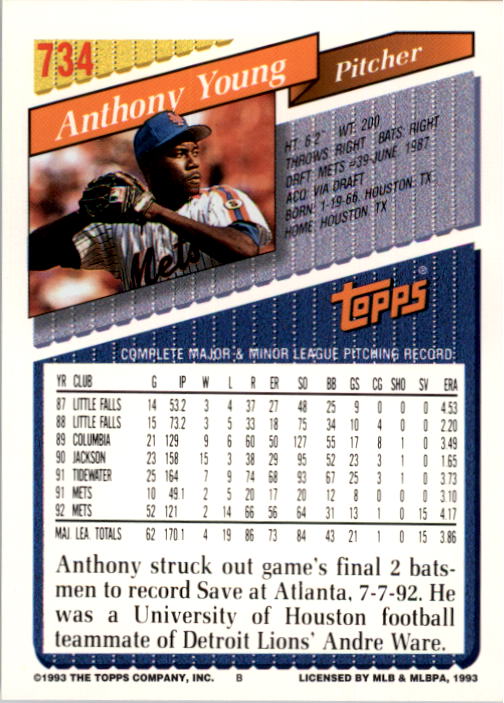 734
Anthony Young
Pitcher
HT: 6'2" WT: 200
THROWS: RIGHT BATS: RIGHT
DRFT: METS #39-JUNE, 1987
ACQ: VIA DRAFT
BORN: 1-19-66, HOUSTON, TX
HOME: HOUSTON, TX
Mets
TOPPS®
COMPLETE MAJOR & MINOR LEAGUE PITCHING RECORD
YR CLUB G IP W L R ER SO BB GS CG SHO SV ERA
87 LITTLE FALLS 14 53.2 3 4 37 27 48 25 9 0 0 0 4.53
88 LITTLE FALLS 15 73.2 3 5 33 18 75 34 10 4 0 0 2.20
89 COLUMBIA 21 129 9 6 60 50 127 55 17 8 1 0 3.49
90 JACKSON 23 158 15 3 38 29 95 52 23 3 1 0 1.65
91 TIDEWATER 25 164 7 9 74 68 93 67 25 3 1 0 3.73
91 METS 10 49.1 2 5 20 17 20 12 8 0 0 0 3.10
92 METS 52 121 2 14 66 56 64 31 13 1 0 15 4.17
MAJ. LEA. TOTALS 62 170.1 4 19 86 73 84 43 21 1 0 15 3.86
Anthony struck out game's final 2 bats-
men to record Save at Atlanta, 7-7-92. He
was a University of Houston football
teammate of Detroit Lions' Andre Ware.
©1993 THE TOPPS COMPANY, INC. B LICENSED BY MLB & MLBPA, 1993